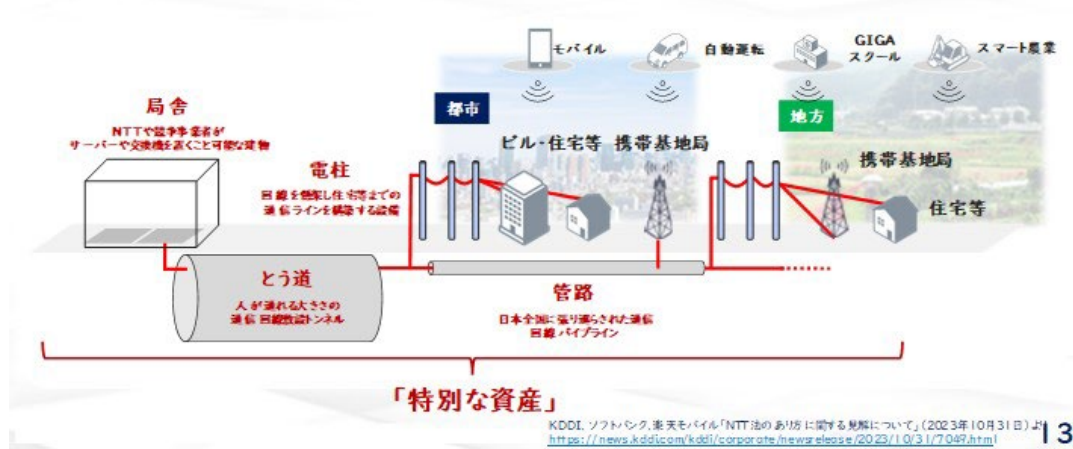 モバイル
自動運転
GIGA
スクール
スマート農業
局舎
NTTや競争事業者が
サーバーや交換機を置くこと可能な建物
都市
地方
ビル・住宅等 携帯基地局
携帯基地局
電柱
回線を懸架し住宅等までの
通信ラインを構築する設備
住宅等
とう道
人が通れる大きさの
通信回線敷設トンネル
管路
日本全国に張り巡らされた通信
回線パイプライン
「特別な資産」
KDDI、ソフトバンク、楽天モバイル「NTT法のあり方に関する見解について」(2023年10月31日)より
https://news.kddi.com/kddi/corporate/newsrelease/2023/10/31/7049.html
13